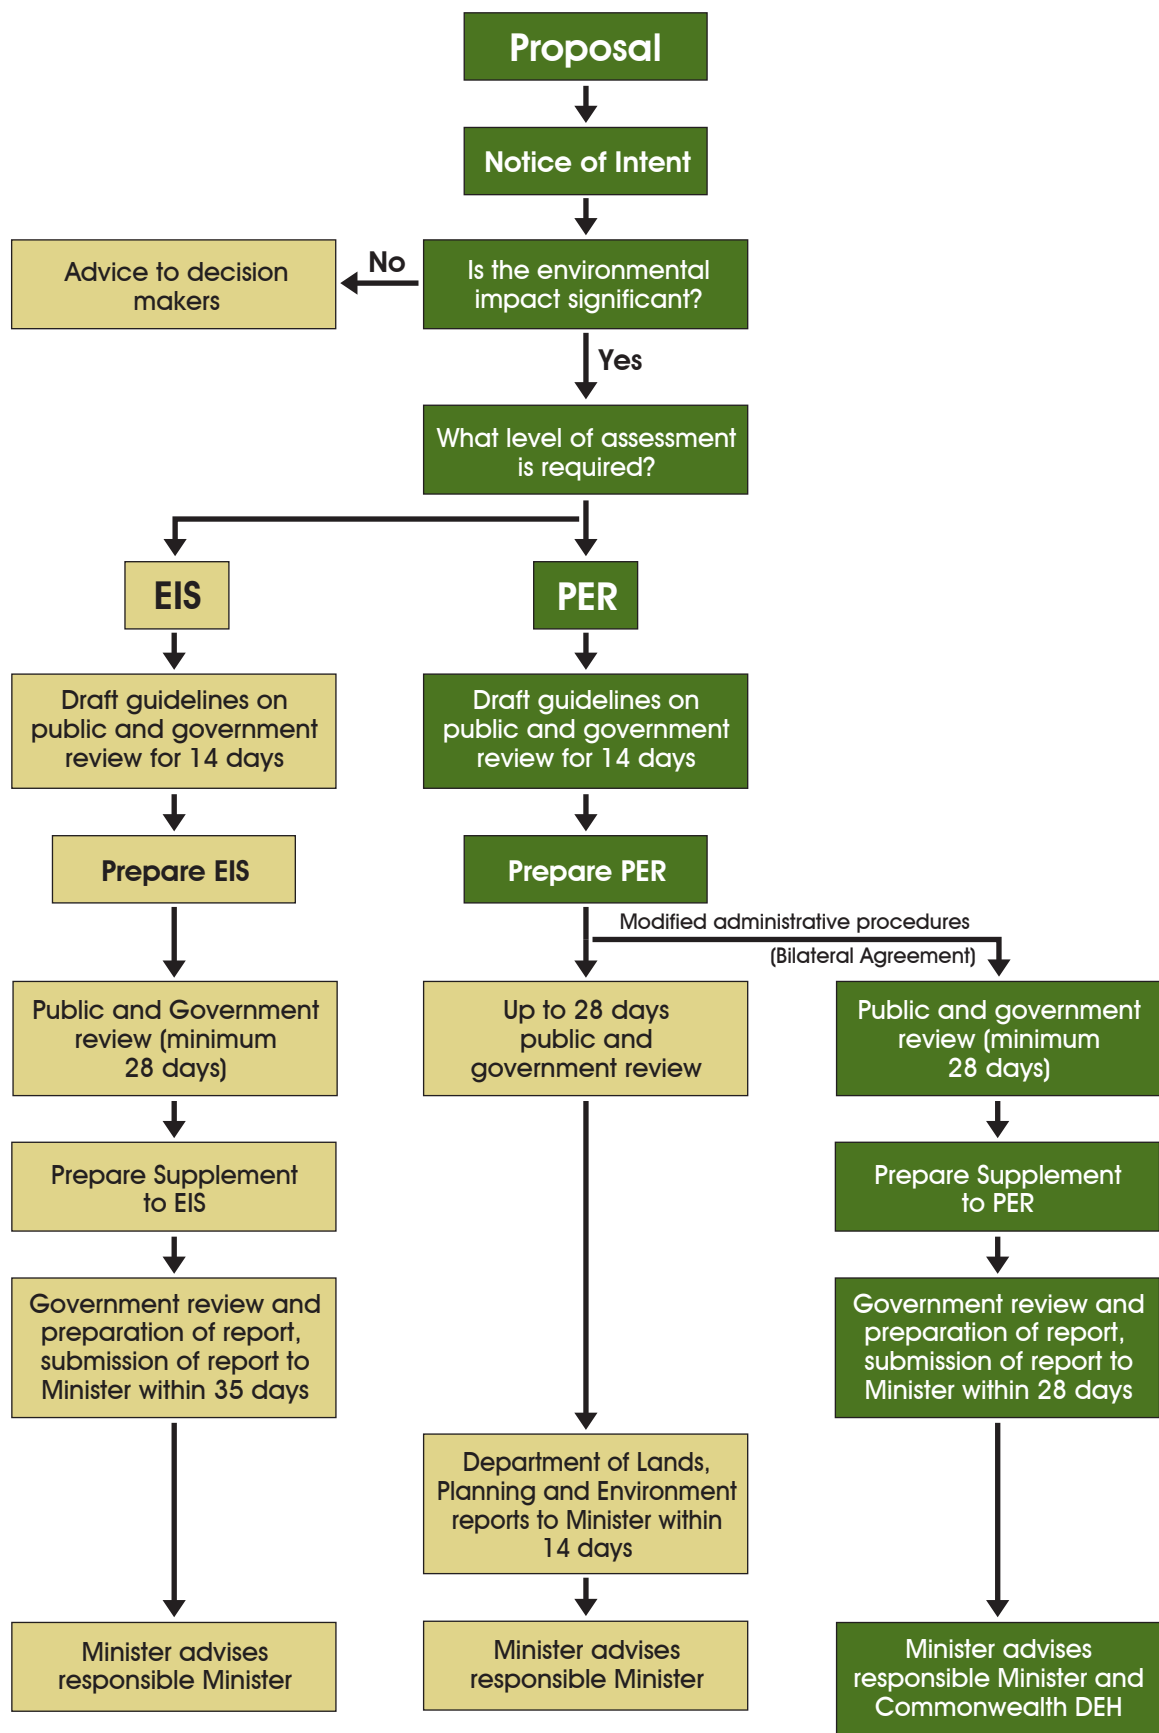 Proposal
Notice of Intent
Advice to decision
makers
No
Is the environmental
impact significant?
Yes
What level of assessment
is required?
EIS
PER
Draft guidelines on
public and government
review for 14 days
Draft guidelines on
public and government
review for 14 days
Prepare EIS
Prepare PER
Modified administrative procedures
(Bilateral Agreement)
Public and Government
review (minimum
28 days)
Up to 28 days
public and
government review
Public and government
review (minimum
28 days)
Prepare Supplement
to EIS
Prepare Supplement
to PER
Government review and
preparation of report,
submission of report to
Minister within 35 days
Government review and
preparation of report,
submission of report to
Minister within 28 days
Department of Lands,
Planning and Environment
reports to Minister within
14 days
Minister advises
responsible Minister
Minister advises
responsible Minister
Minister advises
responsible Minister and
Commonwealth DEH